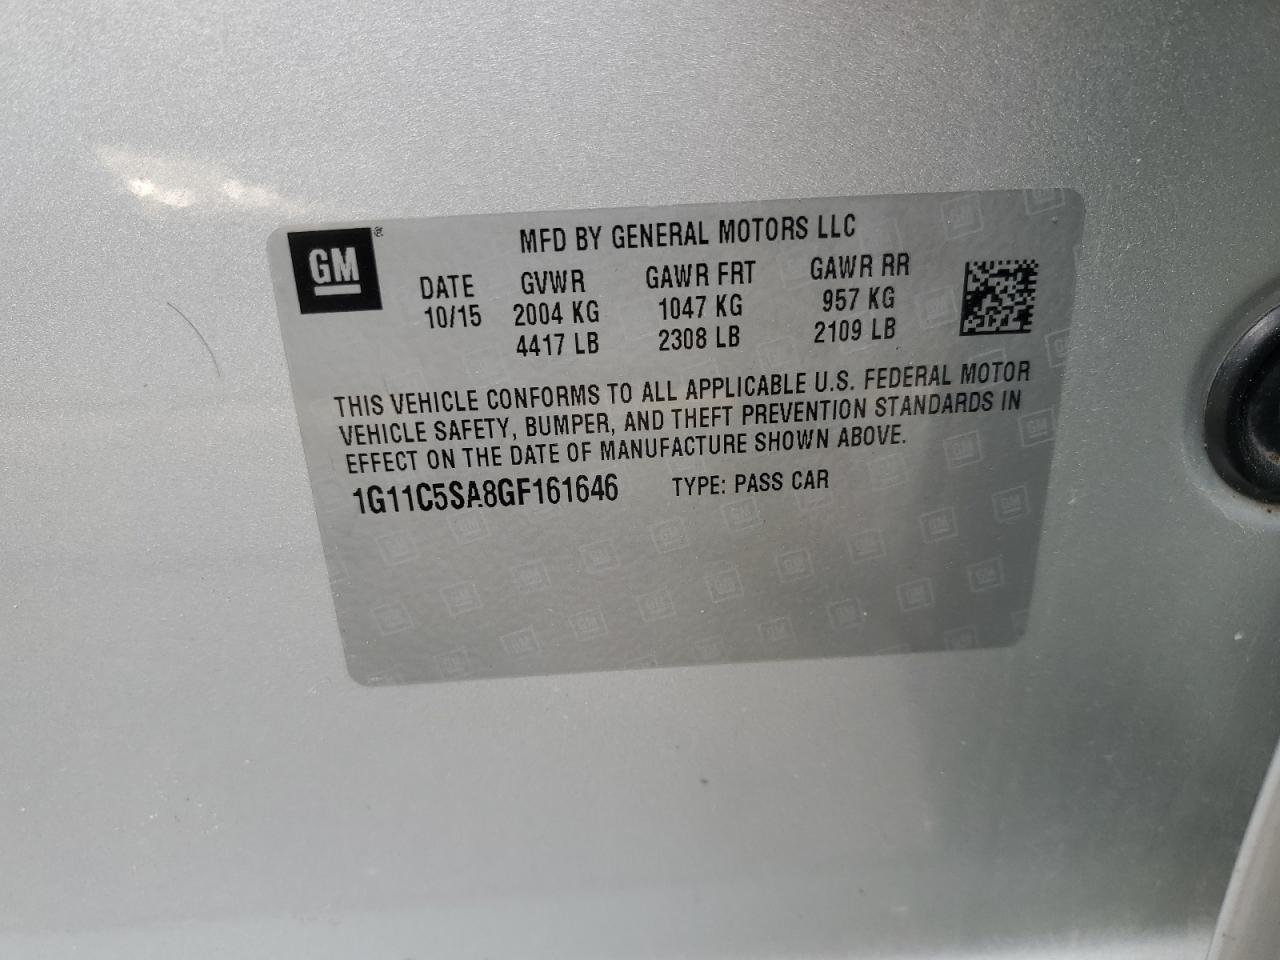 GM®
MFD BY GENERAL MOTORS LLC
DATE GVWR GAWR FRT GAWR RR
10/15 2004 KG 1047 KG 957 KG
4417 LB 2308 LB 2109 LB
THIS VEHICLE CONFORMS TO ALL APPLICABLE U.S. FEDERAL MOTOR
VEHICLE SAFETY, BUMPER, AND THEFT PREVENTION STANDARDS IN
EFFECT ON THE DATE OF MANUFACTURE SHOWN ABOVE.
1G11C5SA8GF161646 TYPE: PASS CAR